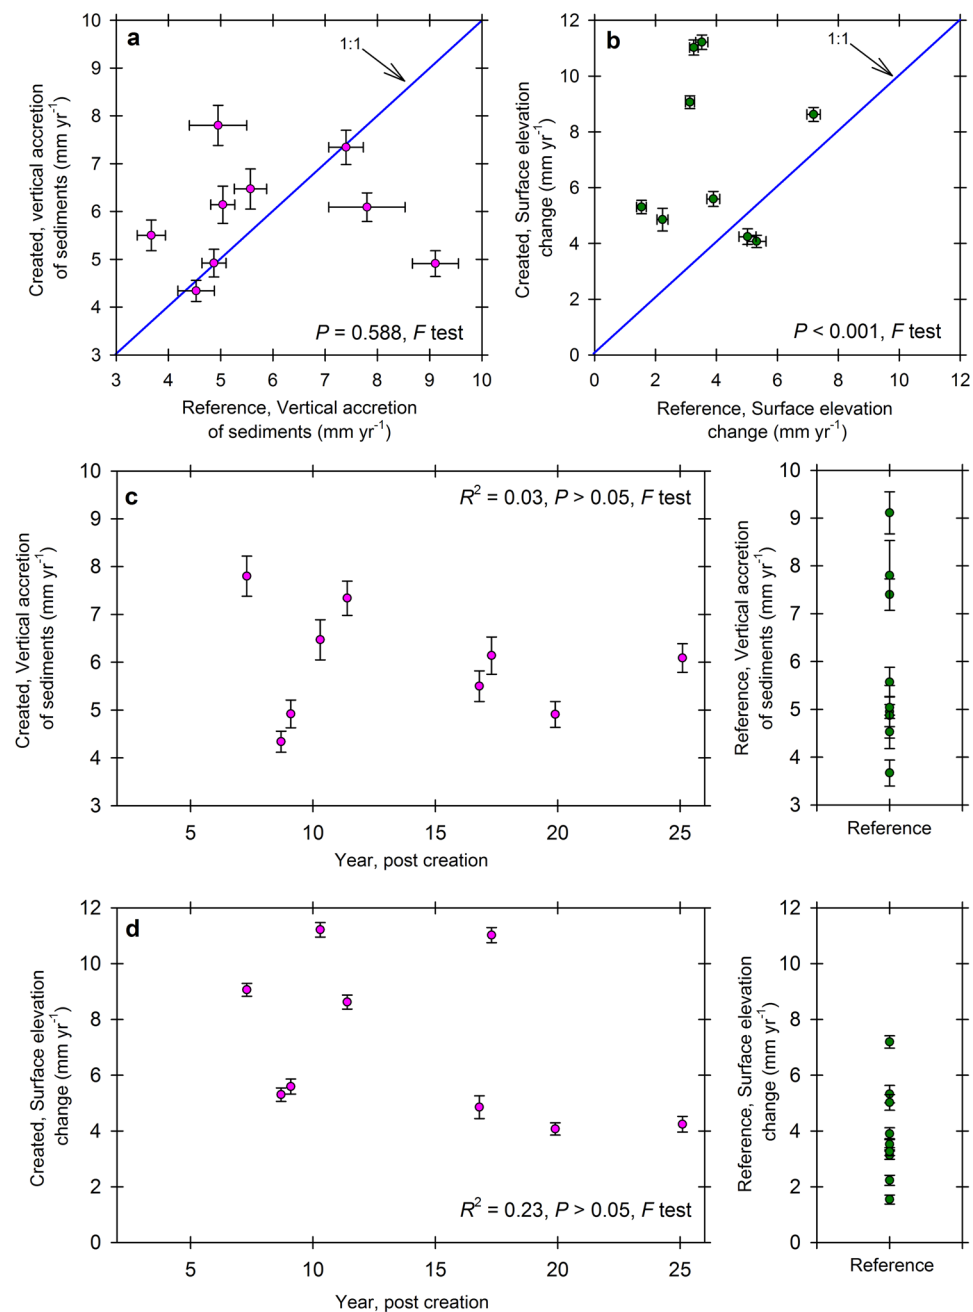 a
1:1
10
9
8
7
6
5
4
3
Created, vertical accretion
of sediments (mm yr-1)
P = 0.588, F test
3 4 5 6 7 8 9 10
Reference, Vertical accretion
of sediments (mm yr-1)
b
1:1
12
10
8
6
4
2
0
Created, Surface elevation
change (mm yr-1)
P < 0.001, F test
0 2 4 6 8 10 12
Reference, Surface elevation
change (mm yr-1)
c
R2 = 0.03, P > 0.05, F test
10
9
8
7
6
5
4
3
Created, Vertical accretion
of sediments (mm yr-1)
5 10 15 20 25
Year, post creation
10
9
8
7
6
5
4
3
Reference, Vertical accretion
of sediments (mm yr-1)
Reference
d
12
10
8
6
4
2
0
Created, Surface elevation
change (mm yr-1)
R2 = 0.23, P > 0.05, F test
5 10 15 20 25
Year, post creation
12
10
8
6
4
2
0
Reference, Surface elevation
change (mm yr-1)
Reference